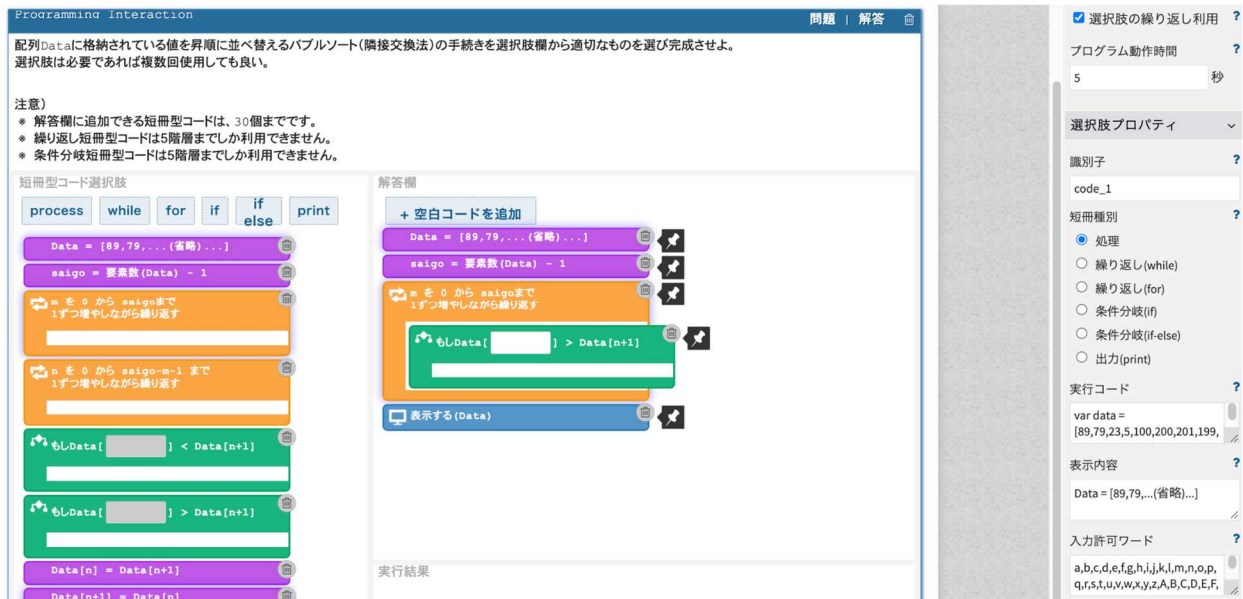 Programming Interaction
問題 | 解答
配列Dataに格納されている値を昇順に並べ替えるバブルソート(隣接交換法)の手続きを選択肢欄から適切なものを選び完成させよ。
選択肢は必要であれば複数回使用しても良い。
注意)
※ 解答欄に追加できる短冊型コードは、30個までです。
※ 繰り返し短冊型コードは5階層までしか利用できません。
※ 条件分岐短冊型コードは5階層までしか利用できません。
短冊型コード選択肢
process while for if if else print
Data = [89,79,...(省略)...]
saigo = 要素数(Data) - 1
m を 0 から saigoまで
1ずつ増やしながら繰り返す
n を 0 から saigo-m-1 まで
1ずつ増やしながら繰り返す
もしData[ ] < Data[n+1]
もしData[ ] > Data[n+1]
Data[n] = Data[n+1]
Data[n+1] = Data[n]
解答欄
+ 空白コードを追加
Data = [89,79,...(省略)...]
saigo = 要素数(Data) - 1
m を 0 から saigoまで
1ずつ増やしながら繰り返す
もしData[ ] > Data[n+1]
表示する(Data)
実行結果
選択肢の繰り返し利用 ?
プログラム動作時間 ?
5 秒
選択肢プロパティ
識別子 ?
code_1
短冊種別 ?
処理
繰り返し(while)
繰り返し(for)
条件分岐(if)
条件分岐(if-else)
出力(print)
実行コード ?
var data =
[89,79,23,5,100,200,201,199,
表示内容 ?
Data = [89,79,...(省略)...]
入力許可ワード ?
a,b,c,d,e,f,g,h,i,j,k,l,m,n,o,p,
q,r,s,t,u,v,w,x,y,z,A,B,C,D,E,F,